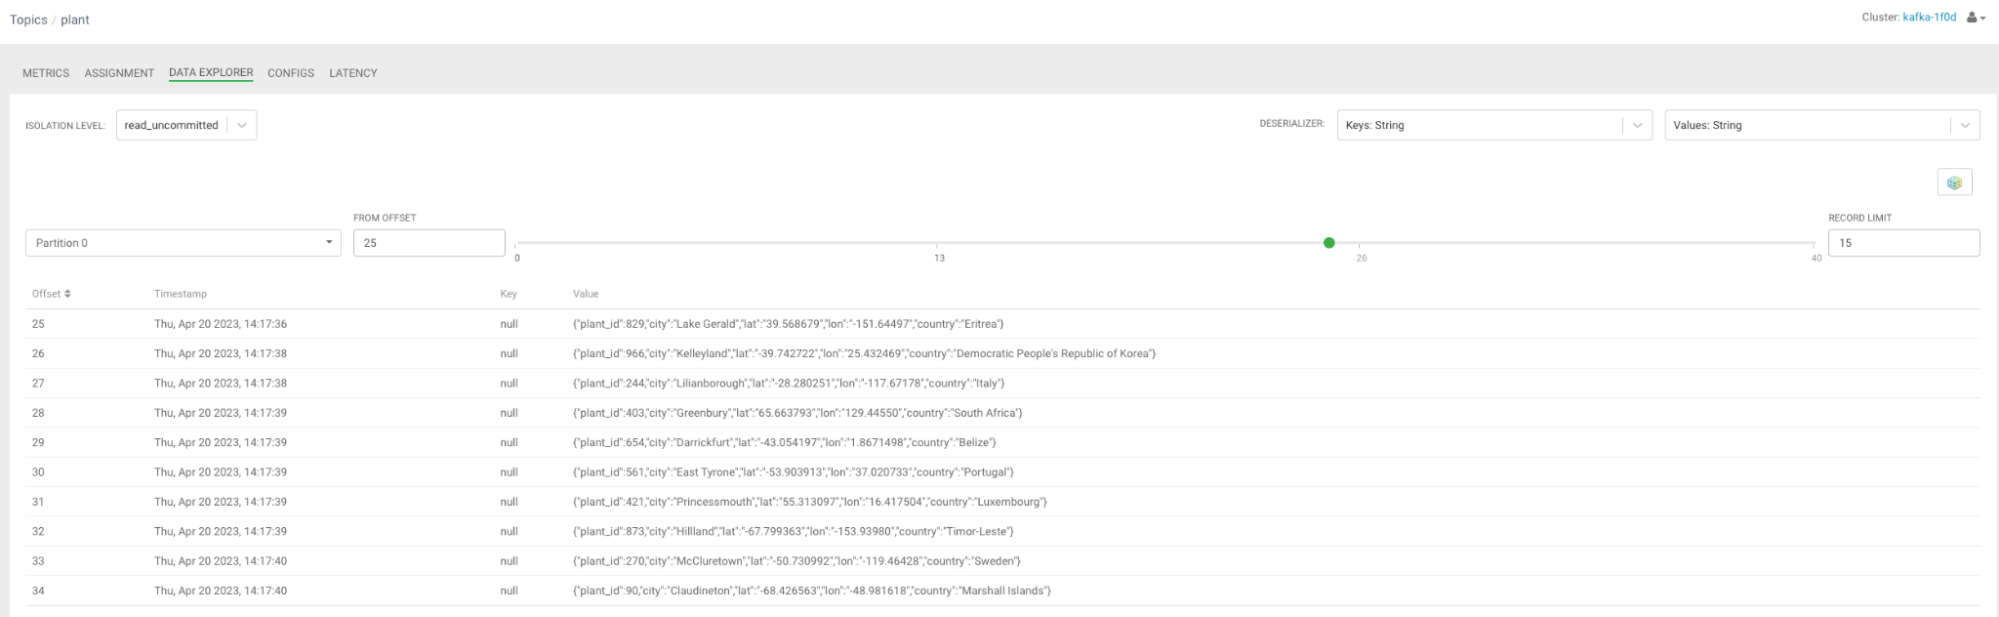 Topics / plant
Cluster: kafka-1f0d
METRICS ASSIGNMENT DATA EXPLORER CONFIGS LATENCY
ISOLATION LEVEL: read_uncommitted DESERIALIZER: Keys: String Values: String
FROM OFFSET RECORD LIMIT
Partition 0 25 15
0 13 26 40
Offset Timestamp Key Value
25 Thu, Apr 20 2023, 14:17:36 null {"plant_id":829,"city":"Lake Gerald","lat":"39.568679","lon":"-151.64497","country":"Eritrea"}
26 Thu, Apr 20 2023, 14:17:38 null {"plant_id":966,"city":"Kelleyland","lat":"-39.742722","lon":"25.432469","country":"Democratic People's Republic of Korea"}
27 Thu, Apr 20 2023, 14:17:38 null {"plant_id":244,"city":"Lilianborough","lat":"-28.280251","lon":"-117.67178","country":"Italy"}
28 Thu, Apr 20 2023, 14:17:39 null {"plant_id":403,"city":"Greenbury","lat":"65.663793","lon":"129.44550","country":"South Africa"}
29 Thu, Apr 20 2023, 14:17:39 null {"plant_id":654,"city":"Darrickfurt","lat":"-43.054197","lon":"1.8671498","country":"Belize"}
30 Thu, Apr 20 2023, 14:17:39 null {"plant_id":561,"city":"East Tyrone","lat":"-53.903913","lon":"37.020733","country":"Portugal"}
31 Thu, Apr 20 2023, 14:17:39 null {"plant_id":421,"city":"Princessmouth","lat":"55.313097","lon":"16.417504","country":"Luxembourg"}
32 Thu, Apr 20 2023, 14:17:39 null {"plant_id":873,"city":"Hillland","lat":"-67.799363","lon":"-153.93980","country":"Timor-Leste"}
33 Thu, Apr 20 2023, 14:17:40 null {"plant_id":270,"city":"McCluretown","lat":"-50.730992","lon":"-119.46428","country":"Sweden"}
34 Thu, Apr 20 2023, 14:17:40 null {"plant_id":90,"city":"Claudineton","lat":"-68.426563","lon":"-48.981618","country":"Marshall Islands"}